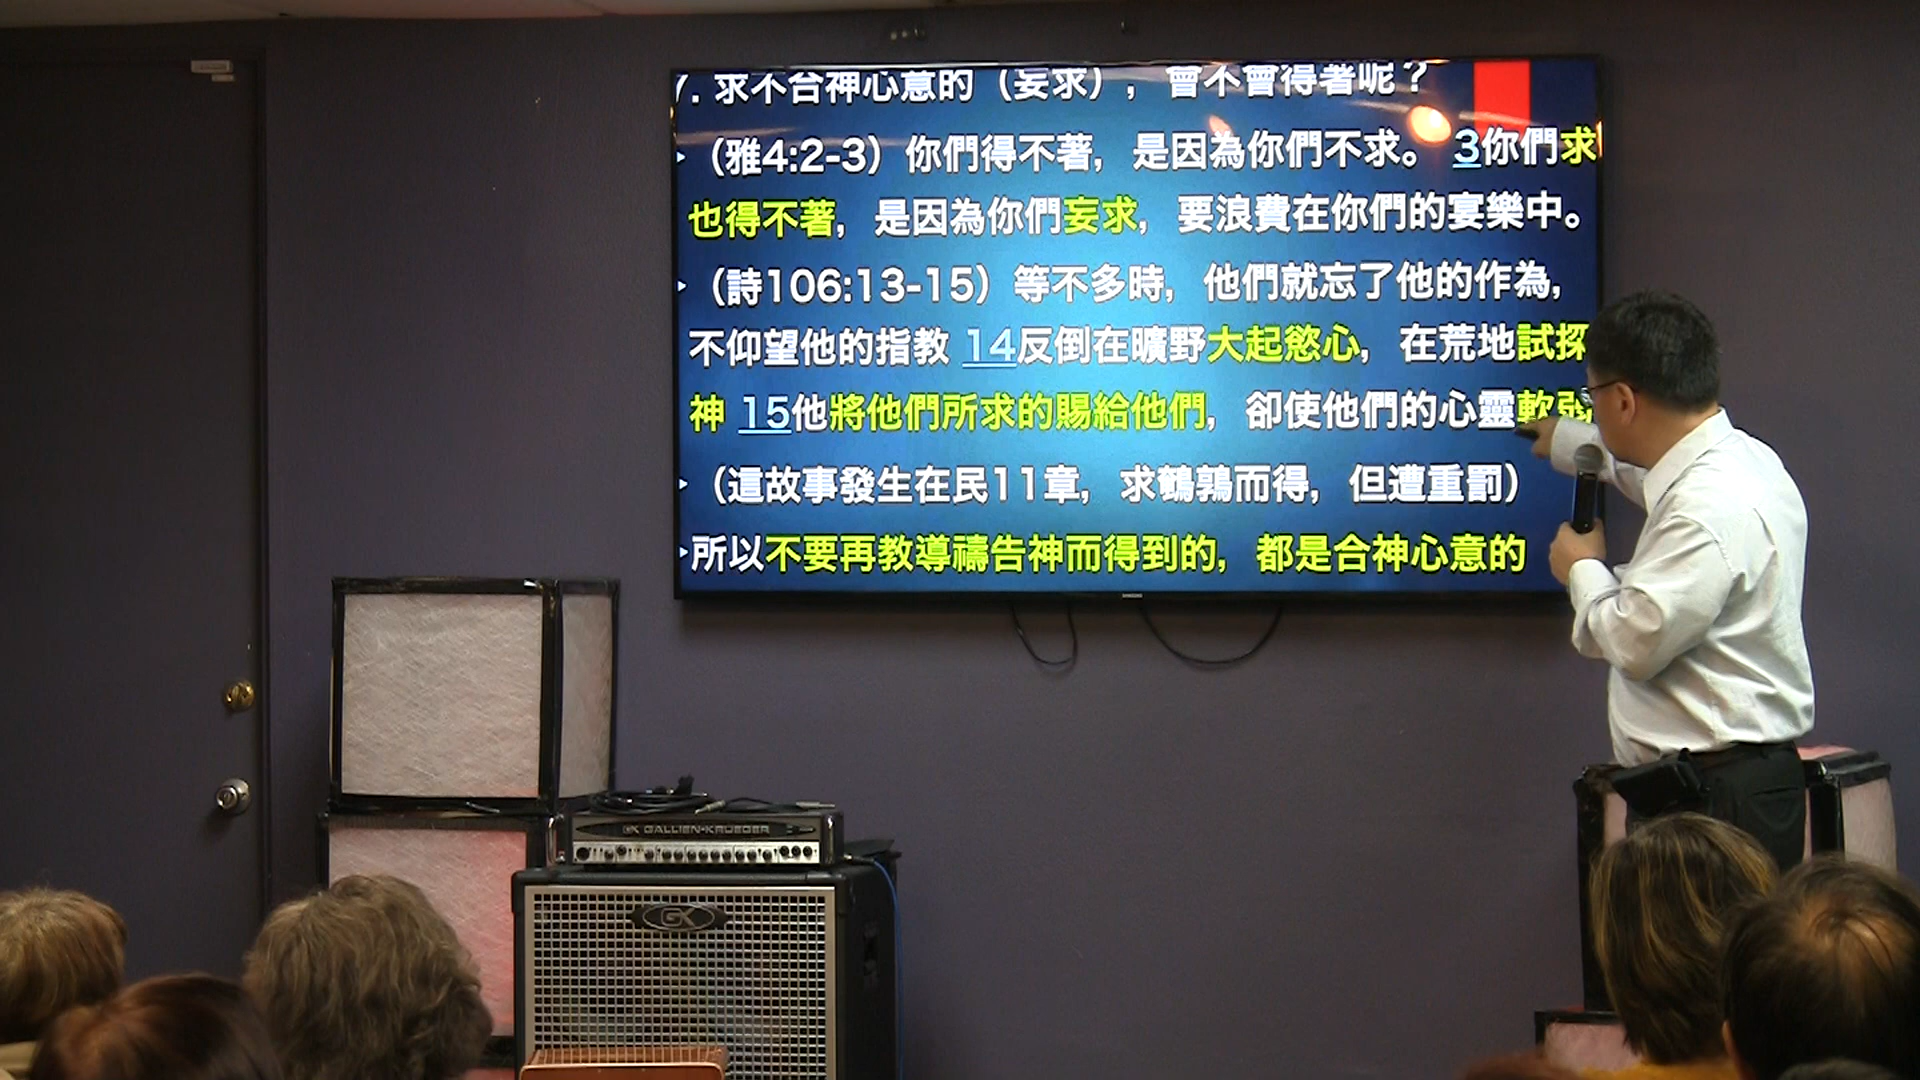 7. 求不合神心意的（妄求），會不會得著呢？
（雅4:2-3）你們得不著，是因為你們不求。 3你們求
也得不著，是因為你們妄求，要浪費在你們的宴樂中。
（詩106:13-15）等不多時，他們就忘了他的作為，
不仰望他的指教 14反倒在曠野大起慾心，在荒地試探
神 15他將他們所求的賜給他們，卻使他們的心靈軟弱
（這故事發生在民11章，求鵪鶉而得，但遭重罰）
所以不要再教導禱告神而得到的，都是合神心意的
SAMSUNG
GK GALLIEN-KRUEGER
GK